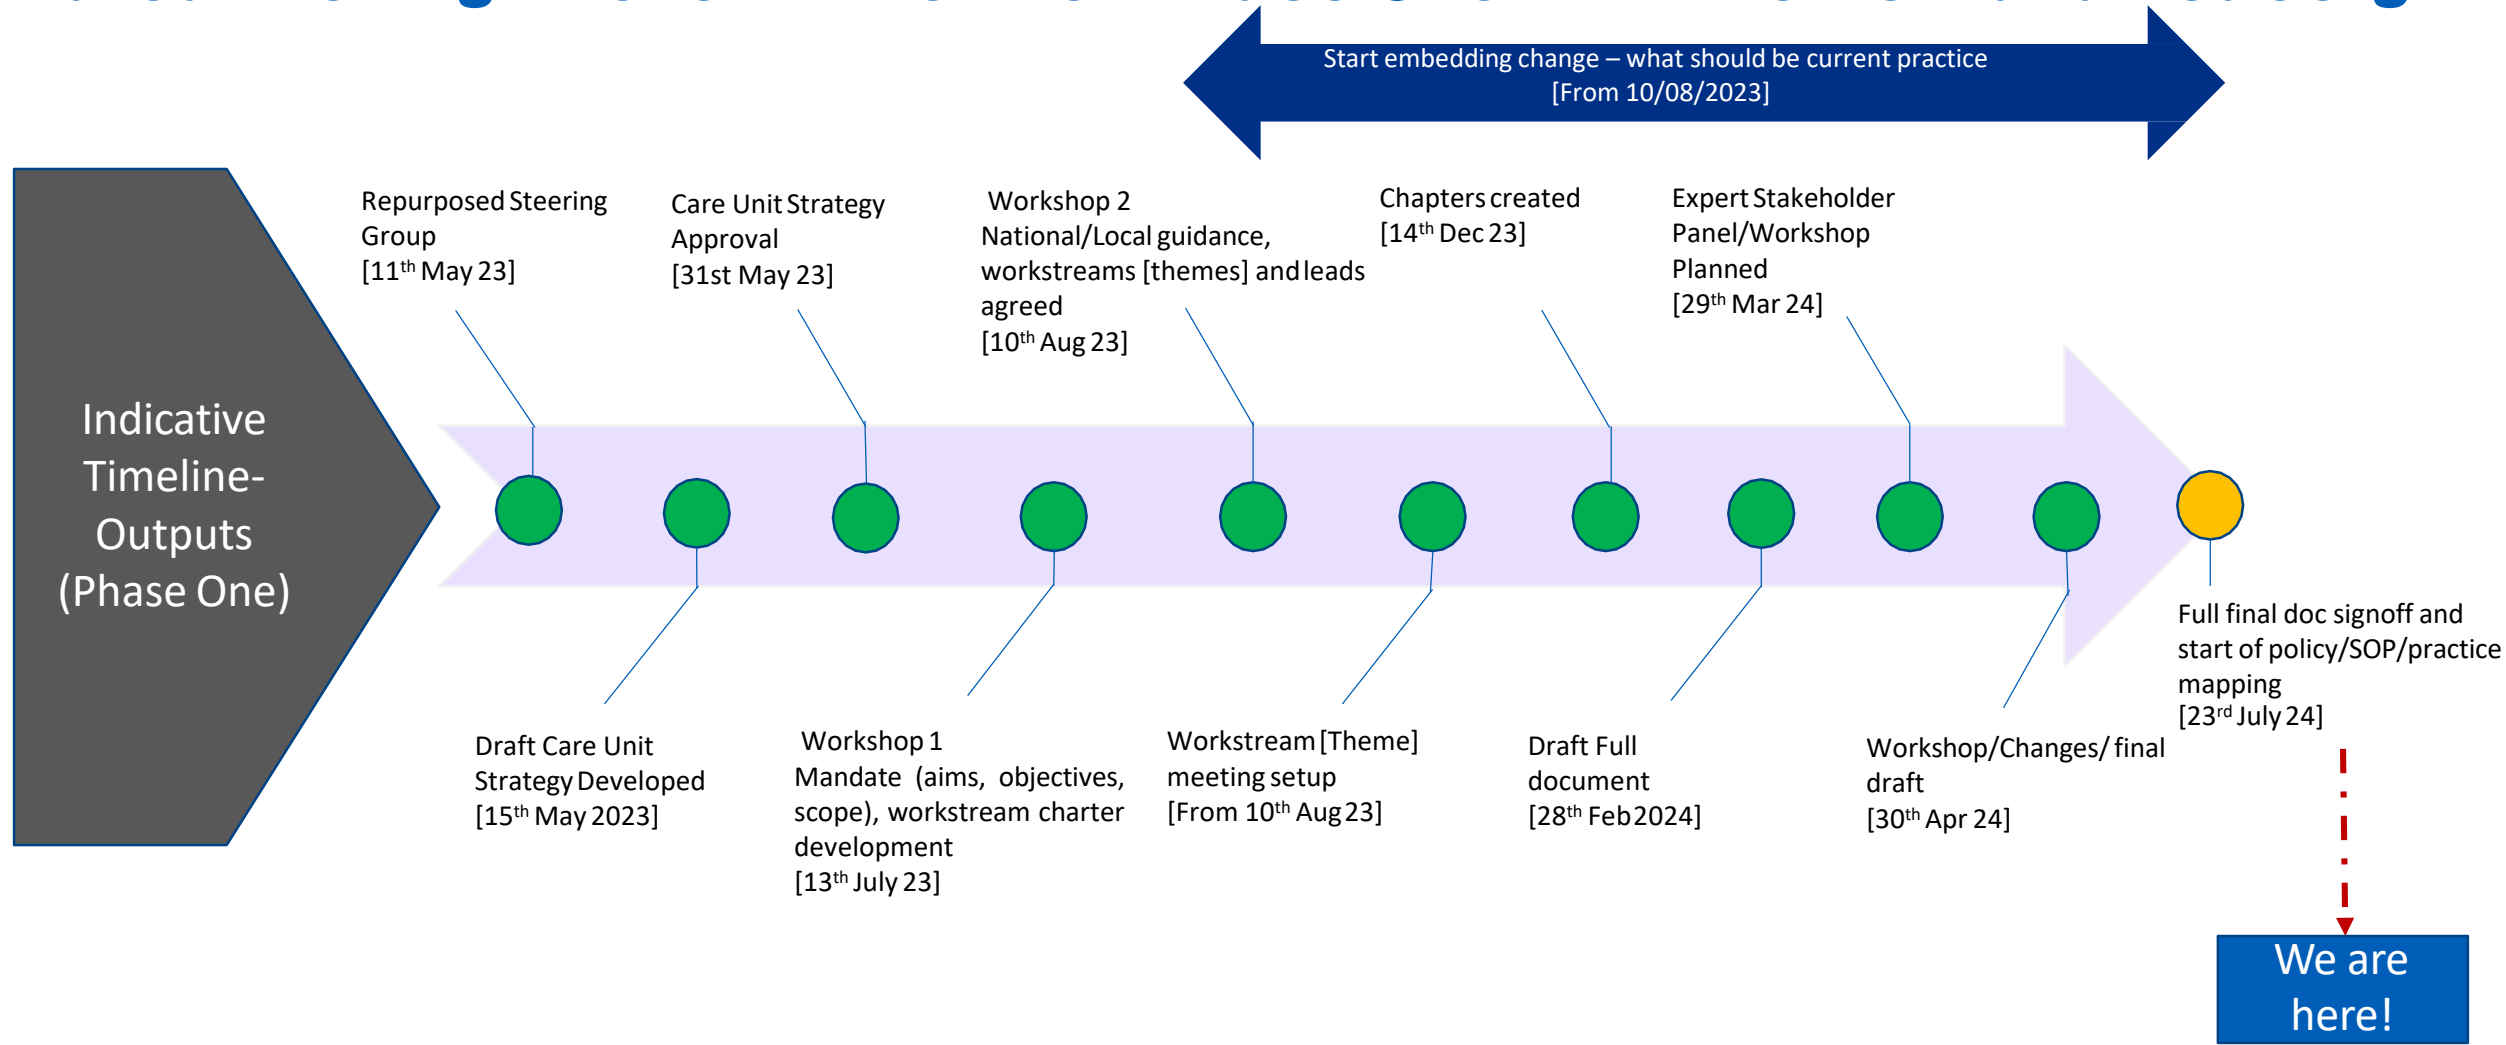 Start embedding change – what should be current practice
[From 10/08/2023]
Indicative
Timeline-
Outputs
(Phase One)
Repurposed Steering
Group
[11th May 23]
Care Unit Strategy
Approval
[31st May 23]
Workshop 2
National/Local guidance,
workstreams [themes] and leads
agreed
[10th Aug 23]
Chapters created
[14th Dec 23]
Expert Stakeholder
Panel/Workshop
Planned
[29th Mar 24]
Draft Care Unit
Strategy Developed
[15th May 2023]
Workshop 1
Mandate (aims, objectives,
scope), workstream charter
development
[13th July 23]
Workstream [Theme]
meeting setup
[From 10th Aug 23]
Draft Full
document
[28th Feb 2024]
Workshop/Changes/ final
draft
[30th Apr 24]
Full final doc signoff and
start of policy/SOP/practice
mapping
[23rd July 24]
We are
here!